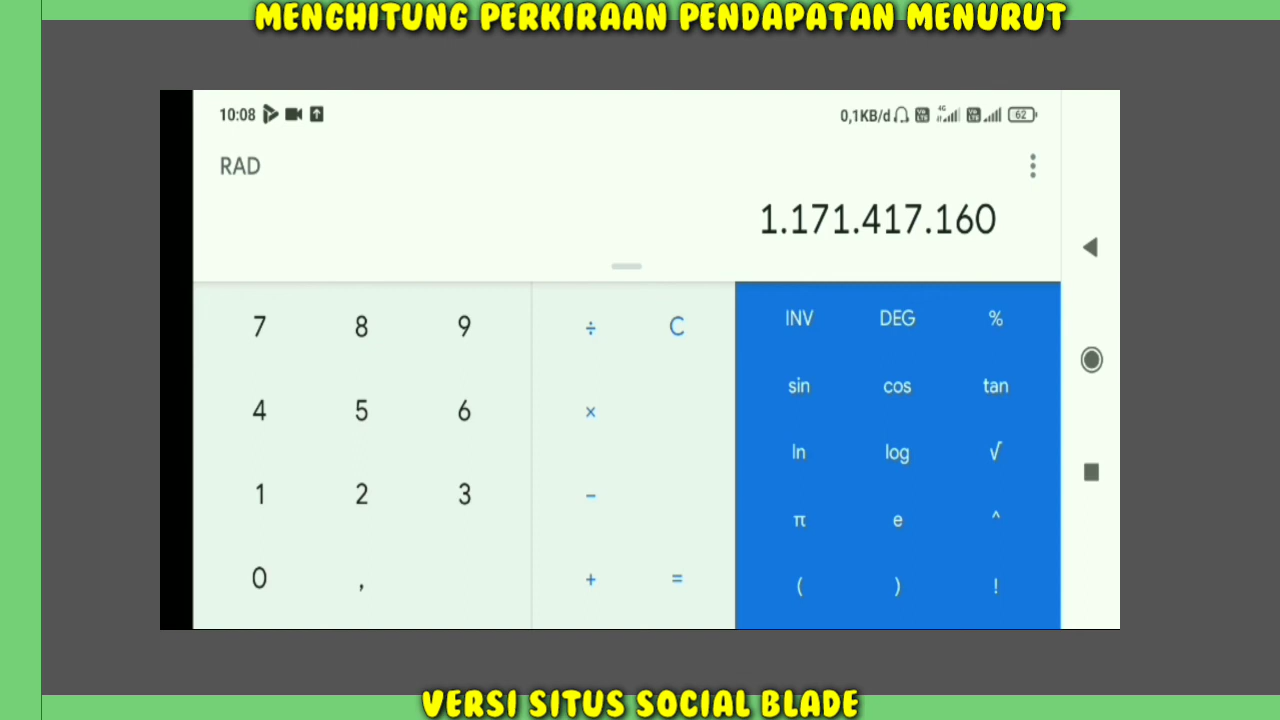 MENGHITUNG PERKIRAAN PENDAPATAN MENURUT
10:08 0,1KB/d 4G 62
RAD
1.171.417.160
7 8 9 ÷ C INV DEG %
4 5 6 × sin cos tan
1 2 3 − ln log √
0 , + = π e ^
( ) !
VERSI SITUS SOCIAL BLADE